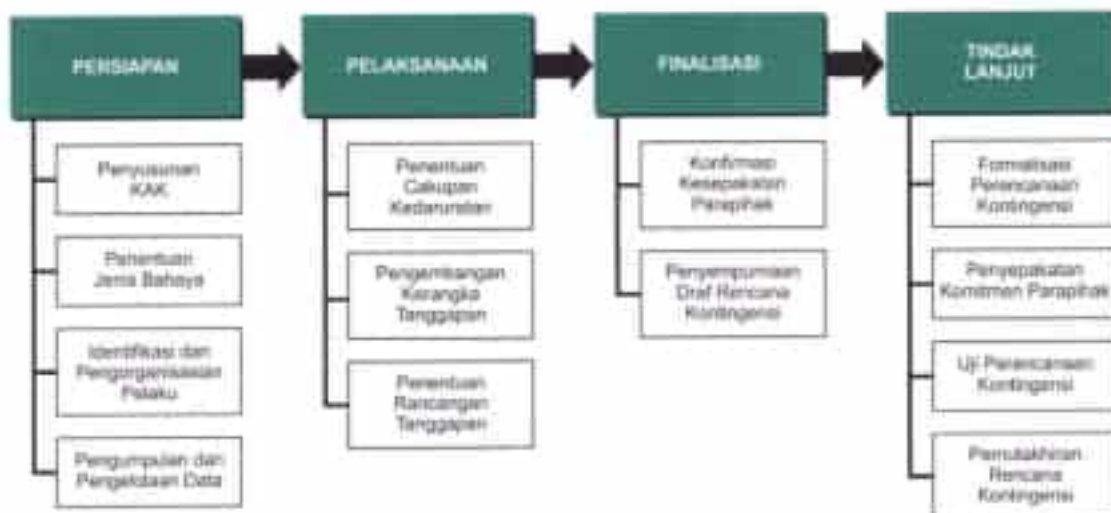 PERSIAPAN
Penyusunan
KAK
Penentuan
Jenis Bahaya
Identifikasi dan
Pengorganisasian
Pelaku
Pengumpulan dan
Pengelolaan Data
PELAKSANAAN
Penentuan
Cakupan
Kedaruratan
Pengembangan
Kerangka
Tanggapan
Penentuan
Rancangan
Tanggapan
FINALISASI
Konfirmasi
Kesepakatan
Parapihak
Penyempurnaan
Draf Rencana
Kontingensi
TINDAK
LANJUT
Formalisasi
Perencanaan
Kontingensi
Penyepakatan
Komitmen Parapihak
Uji Perencanaan
Kontingensi
Pemutakhiran
Rencana
Kontingensi